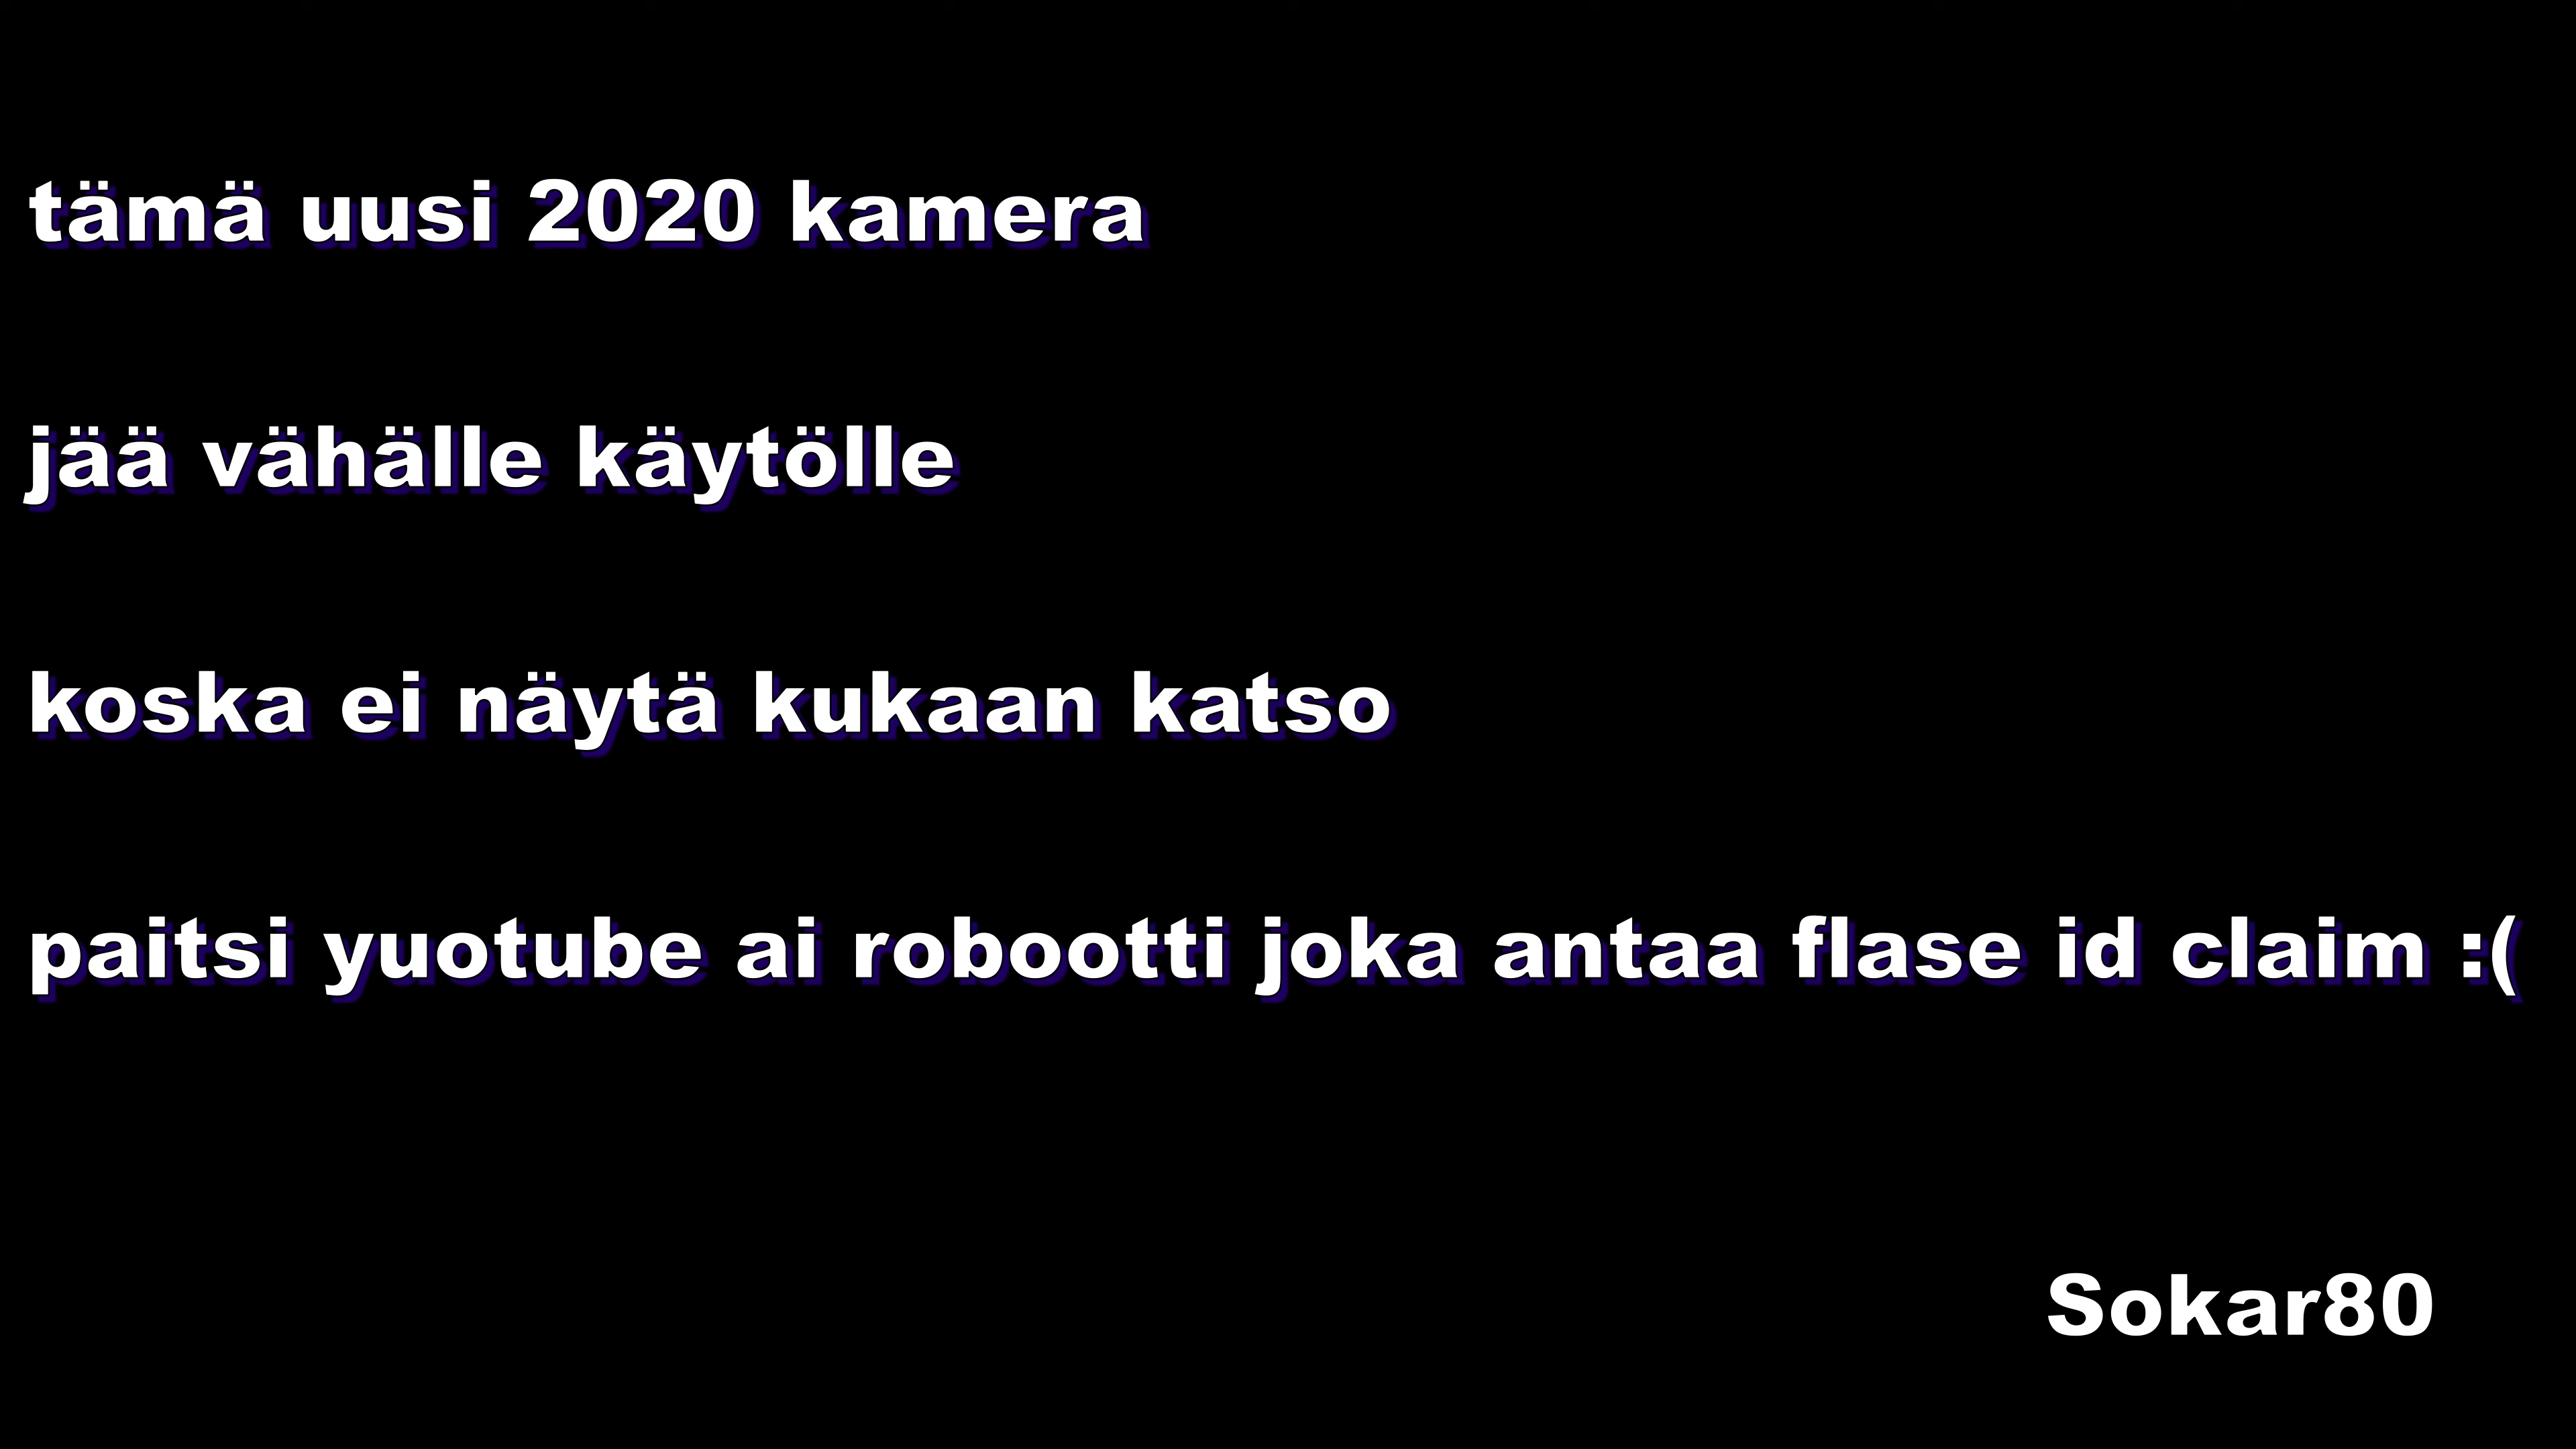 tämä uusi 2020 kamera
jää vähälle käytölle
koska ei näytä kukaan katso
paitsi yuotube ai robootti joka antaa flase id claim :(
Sokar80